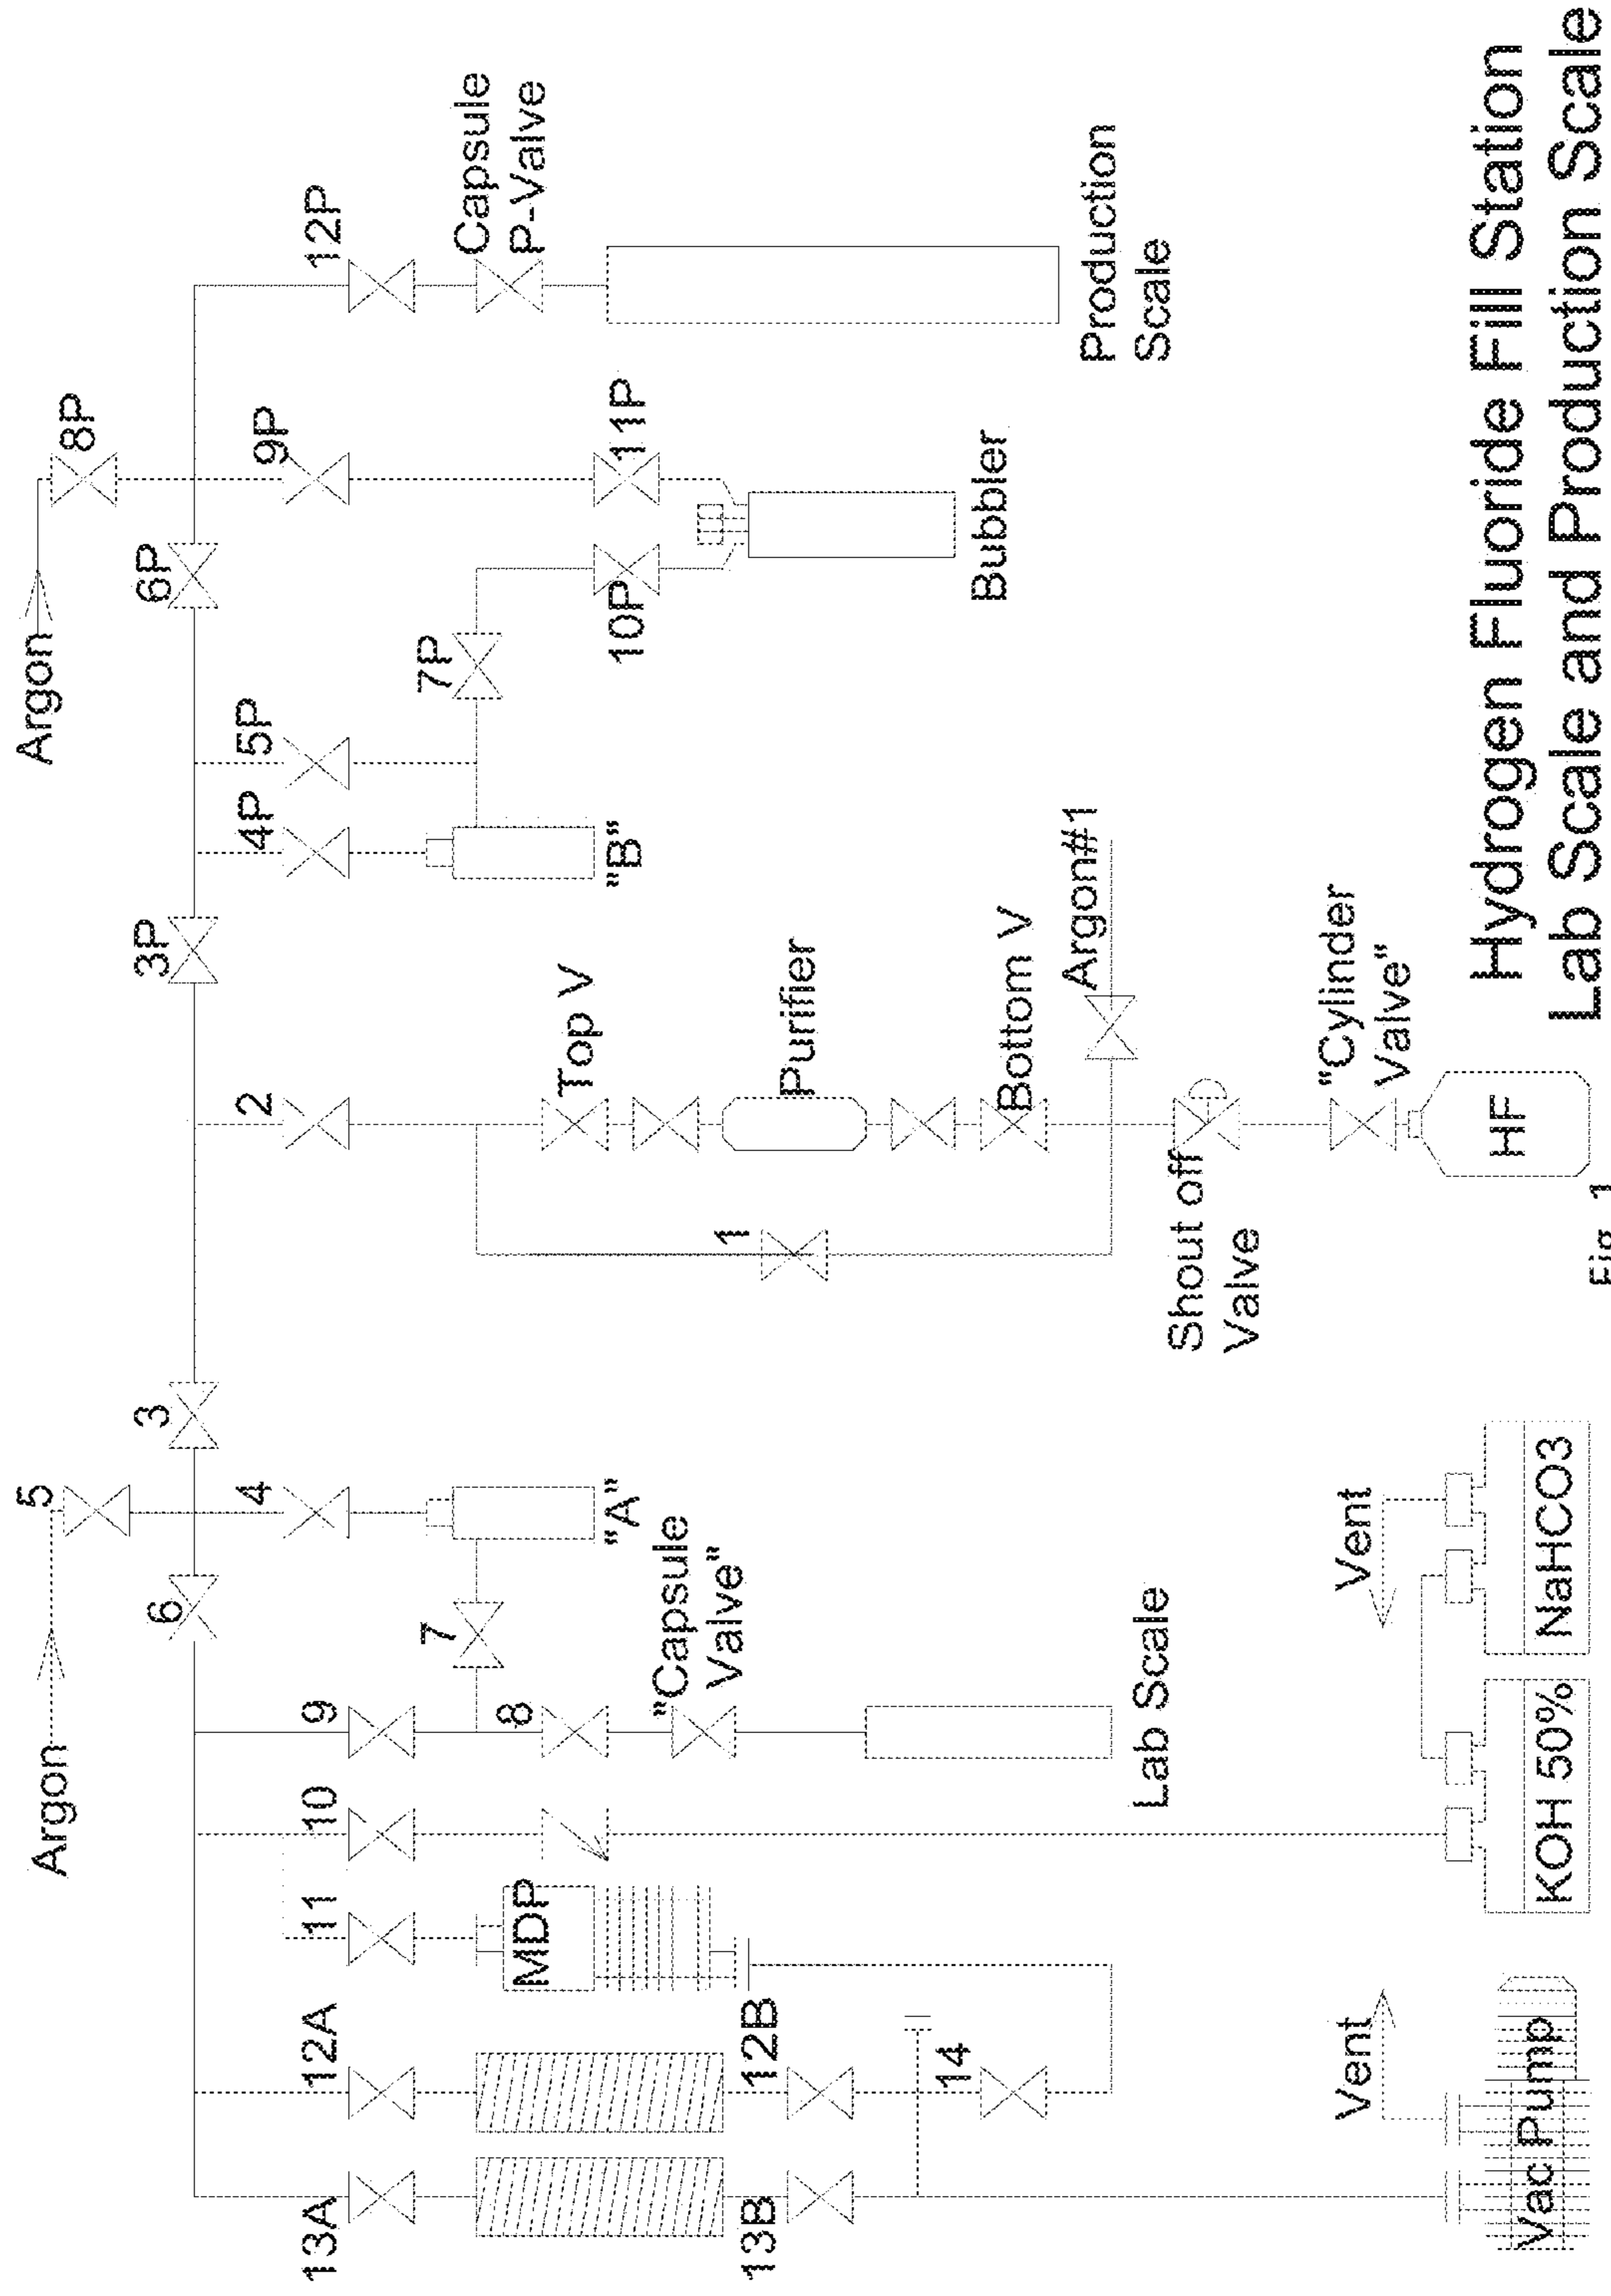 Argon
5
Argon
8P
6
3
3P
6P
4
2
4P
5P
9P
13A
12A
11
10
9
12P
7
7P
Capsule
P-Valve
MDP
8
Top V
10P
11P
"A"
"B"
"Capsule
Valve"
1
13B
12B
Purifier
14
Bottom V
Bubbler
Argon#1
Production
Scale
Lab Scale
Shout off
Valve
"Cylinder
Valve"
Vent
Vent
Vac Pump
KOH 50%
NaHCO3
HF
Hydrogen Fluoride Fill Station
Lab Scale and Production Scale
Fig. 1